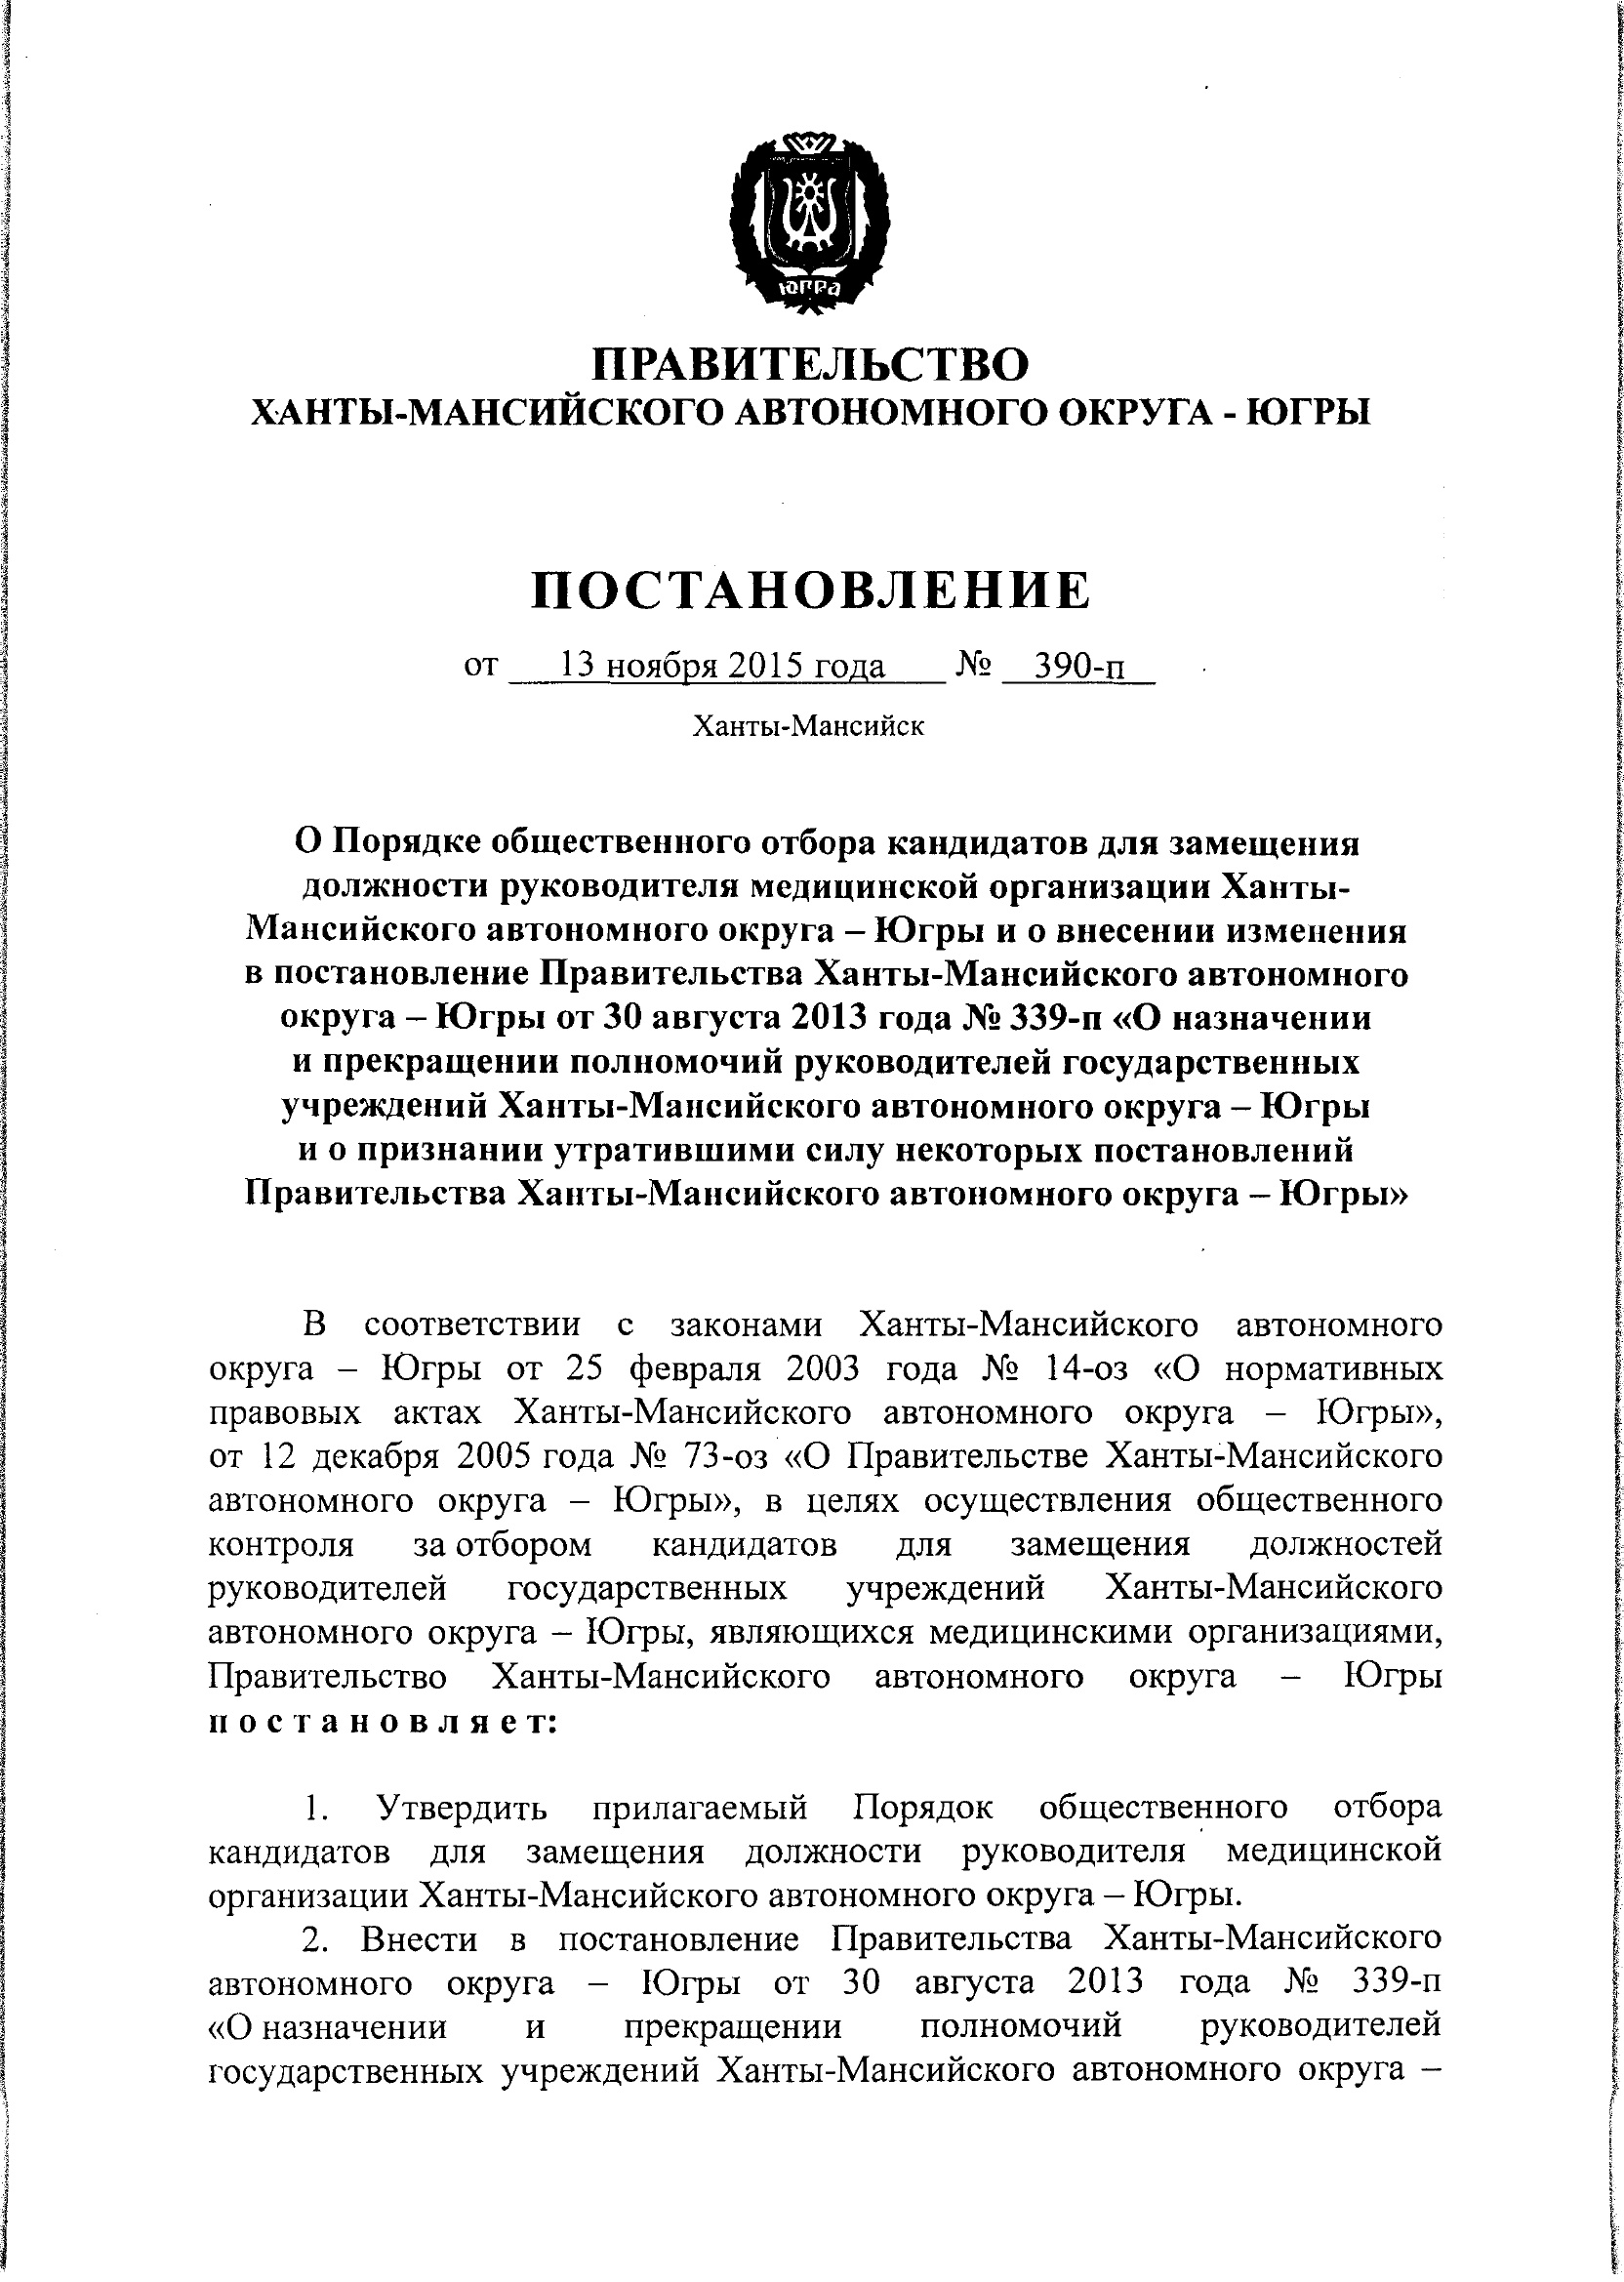 ЮГРА
ПРАВИТЕЛЬСТВО
ХАНТЫ-МАНСИЙСКОГО АВТОНОМНОГО ОКРУГА - ЮГРЫ
ПОСТАНОВЛЕНИЕ
от 13 ноября 2015 года № 390-п
Ханты-Мансийск
О Порядке общественного отбора кандидатов для замещения
должности руководителя медицинской организации Ханты-
Мансийского автономного округа – Югры и о внесении изменения
в постановление Правительства Ханты-Мансийского автономного
округа – Югры от 30 августа 2013 года № 339-п «О назначении
и прекращении полномочий руководителей государственных
учреждений Ханты-Мансийского автономного округа – Югры
и о признании утратившими силу некоторых постановлений
Правительства Ханты-Мансийского автономного округа – Югры»
В соответствии с законами Ханты-Мансийского автономного
округа – Югры от 25 февраля 2003 года № 14-оз «О нормативных
правовых актах Ханты-Мансийского автономного округа – Югры»,
от 12 декабря 2005 года № 73-оз «О Правительстве Ханты-Мансийского
автономного округа – Югры», в целях осуществления общественного
контроля за отбором кандидатов для замещения должностей
руководителей государственных учреждений Ханты-Мансийского
автономного округа – Югры, являющихся медицинскими организациями,
Правительство Ханты-Мансийского автономного округа – Югры
п о с т а н о в л я е т:
1. Утвердить прилагаемый Порядок общественного отбора
кандидатов для замещения должности руководителя медицинской
организации Ханты-Мансийского автономного округа – Югры.
2. Внести в постановление Правительства Ханты-Мансийского
автономного округа – Югры от 30 августа 2013 года № 339-п
«О назначении и прекращении полномочий руководителей
государственных учреждений Ханты-Мансийского автономного округа –